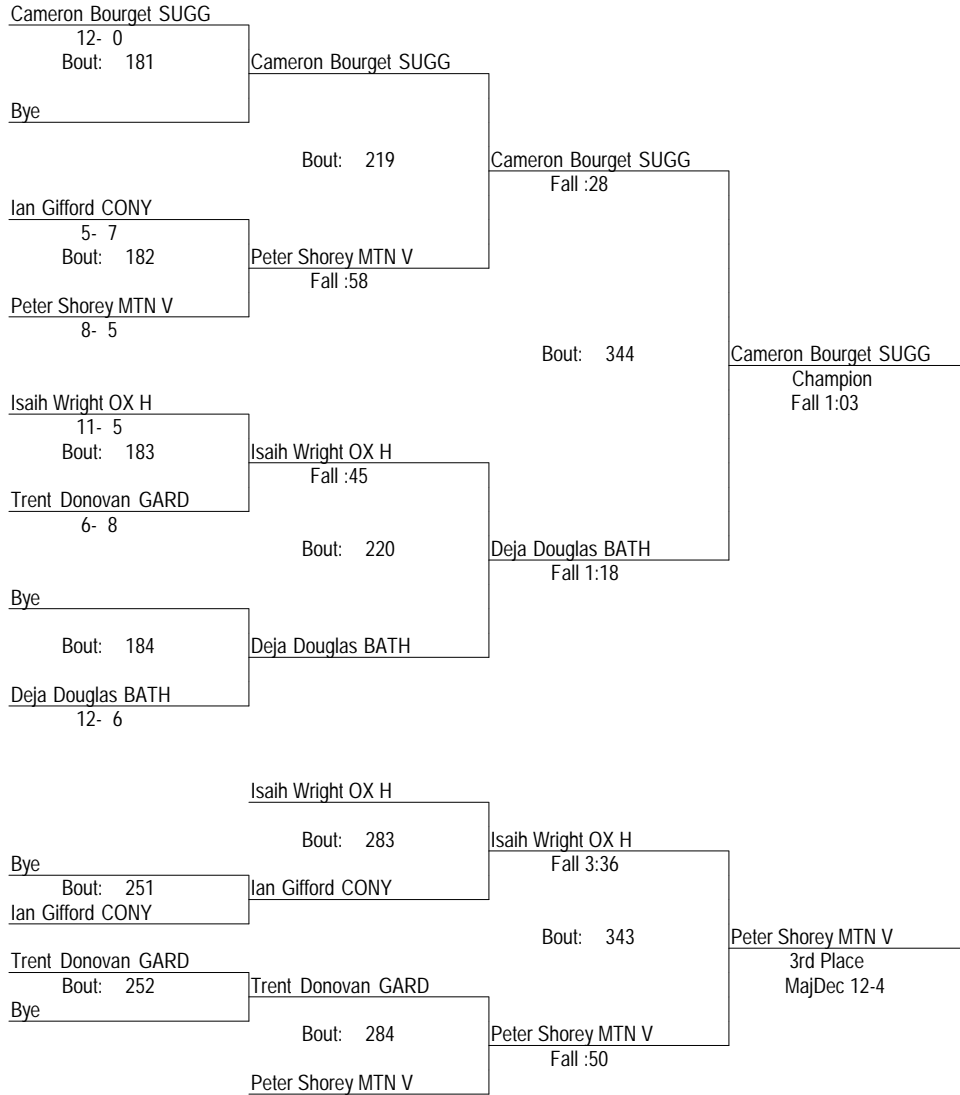 Cameron Bourget SUGG
12- 0
Bout: 181
Cameron Bourget SUGG
Bye
Bout: 219
Cameron Bourget SUGG
Fall :28
Ian Gifford CONY
5- 7
Bout: 182
Peter Shorey MTN V
Fall :58
Peter Shorey MTN V
8- 5
Bout: 344
Cameron Bourget SUGG
Champion
Fall 1:03
Isaih Wright OX H
11- 5
Bout: 183
Isaih Wright OX H
Fall :45
Trent Donovan GARD
6- 8
Bout: 220
Deja Douglas BATH
Fall 1:18
Bye
Bout: 184
Deja Douglas BATH
Deja Douglas BATH
12- 6
Isaih Wright OX H
Bout: 283
Isaih Wright OX H
Fall 3:36
Bye
Bout: 251
Ian Gifford CONY
Ian Gifford CONY
Bout: 343
Peter Shorey MTN V
3rd Place
MajDec 12-4
Trent Donovan GARD
Bout: 252
Trent Donovan GARD
Bye
Bout: 284
Peter Shorey MTN V
Fall :50
Peter Shorey MTN V